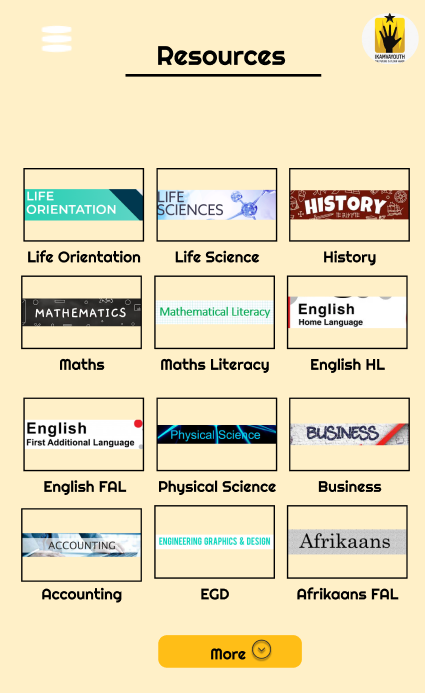 Resources
IKAMVAYOUTH
LIFE
ORIENTATION
LIFE
SCIENCES
HISTORY
Life Orientation
Life Science
History
MATHEMATICS
Mathematical Literacy
English
Home Language
Maths
Maths Literacy
English HL
English
First Additional Language
Physical Science
BUSINESS
English FAL
Physical Science
Business
ACCOUNTING
ENGINEERING GRAPHICS & DESIGN
Afrikaans
Accounting
EGD
Afrikaans FAL
More